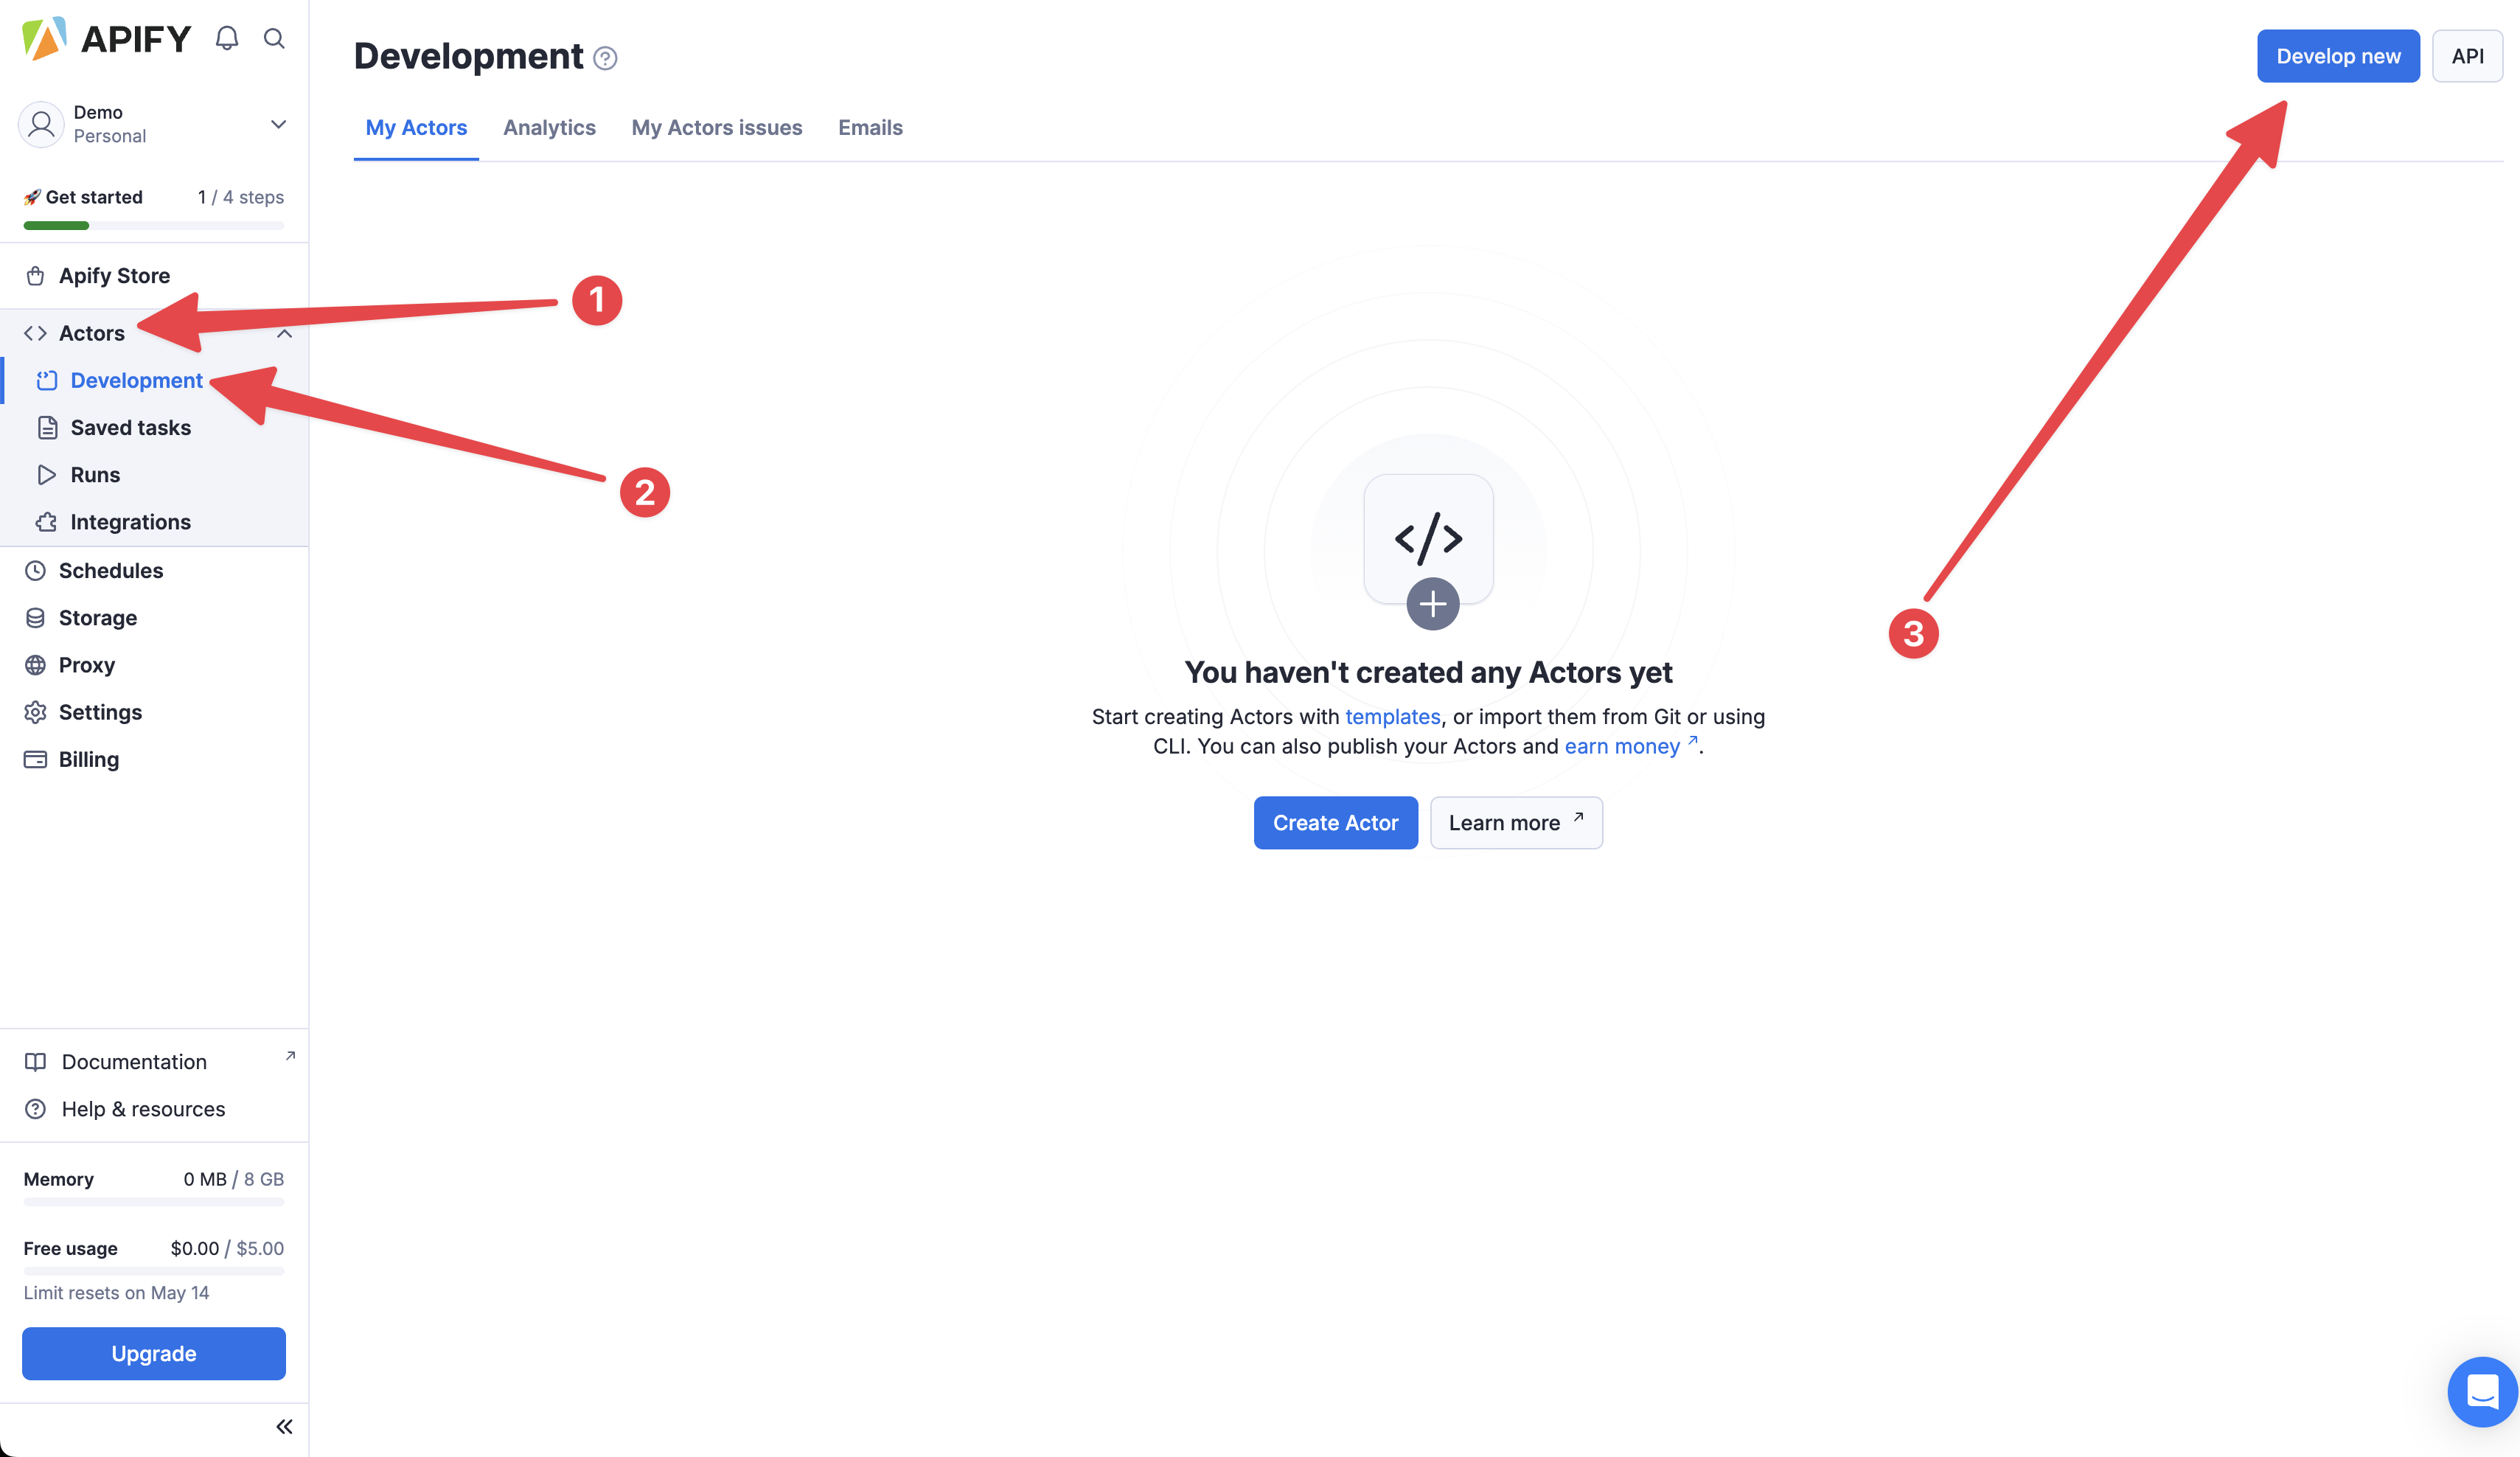 APIFY
Demo
Personal
🚀 Get started 1 / 4 steps
Apify Store
Actors
Development
Saved tasks
Runs
Integrations
Schedules
Storage
Proxy
Settings
Billing
Documentation
Help & resources
Memory 0 MB / 8 GB
Free usage $0.00 / $5.00
Limit resets on May 14
Upgrade
Development
Develop new
API
My Actors Analytics My Actors issues Emails
1
2
3
</>
You haven't created any Actors yet
Start creating Actors with templates, or import them from Git or using
CLI. You can also publish your Actors and earn money ↗.
Create Actor
Learn more ↗